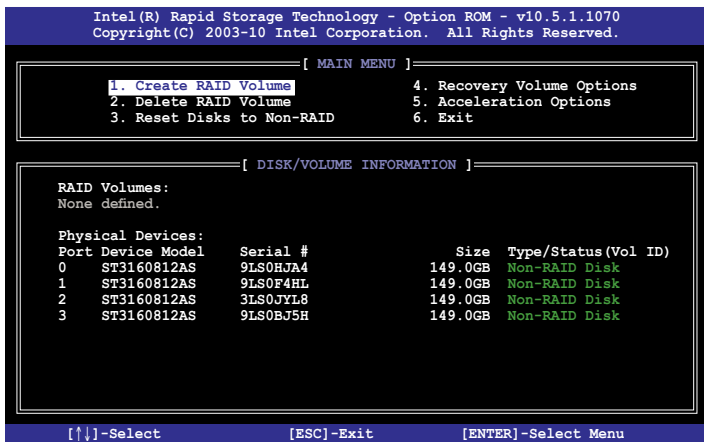 Intel(R) Rapid Storage Technology - Option ROM - v10.5.1.1070
Copyright(C) 2003-10 Intel Corporation.  All Rights Reserved.
[ MAIN MENU ]
1. Create RAID Volume 4. Recovery Volume Options
2. Delete RAID Volume 5. Acceleration Options
3. Reset Disks to Non-RAID 6. Exit
[ DISK/VOLUME INFORMATION ]
RAID Volumes:
None defined.
Physical Devices:
Port Device Model Serial # Size Type/Status(Vol ID)
0 ST3160812AS 9LS0HJA4 149.0GB Non-RAID Disk
1 ST3160812AS 9LS0F4HL 149.0GB Non-RAID Disk
2 ST3160812AS 3LS0JYL8 149.0GB Non-RAID Disk
3 ST3160812AS 9LS0BJ5H 149.0GB Non-RAID Disk
[↑↓]-Select [ESC]-Exit [ENTER]-Select Menu